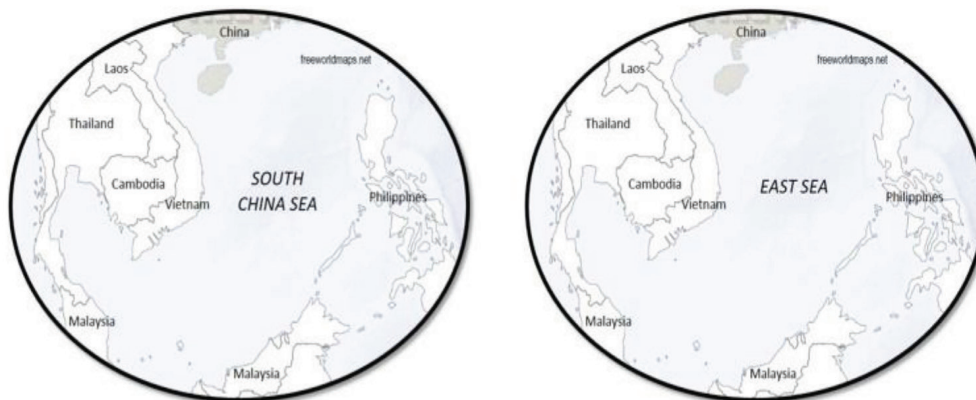 China
freeworldmaps.net
Laos
Thailand
SOUTH
CHINA SEA
Cambodia
Vietnam
Philippines
Malaysia
Malaysia
China
freeworldmaps.net
Laos
Thailand
EAST SEA
Cambodia
Vietnam
Philippines
Malaysia
Malaysia